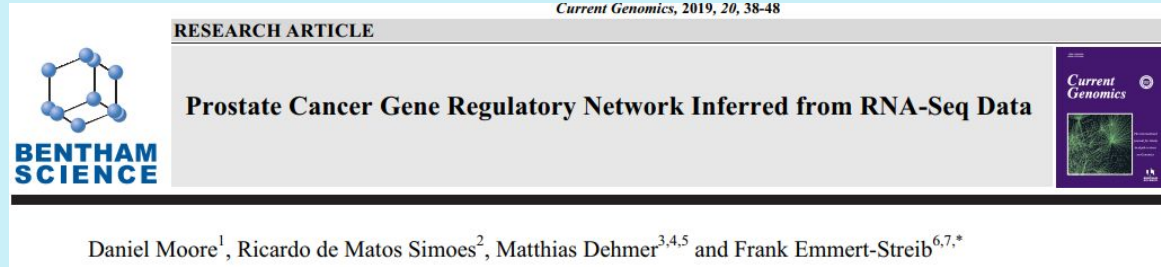 Current Genomics, 2019, 20, 38-48
RESEARCH ARTICLE
BENTHAM
SCIENCE
Prostate Cancer Gene Regulatory Network Inferred from RNA-Seq Data
Current
Genomics
Daniel Moore1, Ricardo de Matos Simoes2, Matthias Dehmer3,4,5 and Frank Emmert-Streib6,7,*